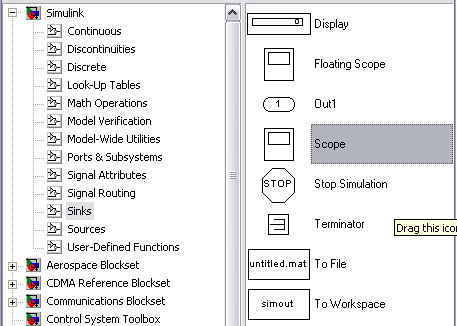 Simulink
Continuous
Discontinuities
Discrete
Look-Up Tables
Math Operations
Model Verification
Model-Wide Utilities
Ports & Subsystems
Signal Attributes
Signal Routing
Sinks
Sources
User-Defined Functions
Aerospace Blockset
CDMA Reference Blockset
Communications Blockset
Control System Toolbox
0 Display
Floating Scope
1 Out1
Scope
STOP Stop Simulation
Terminator
Drag this icon
untitled.mat To File
simout To Workspace